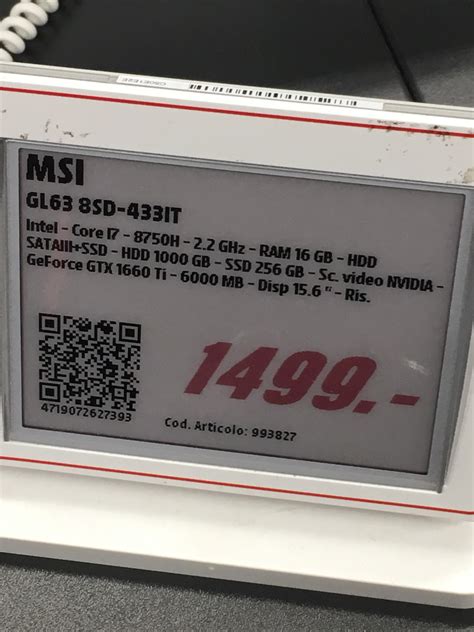 MSI
GL63 8SD-433IT
Intel - Core I7 - 8750H - 2.2 GHz - RAM 16 GB - HDD
SATAIII+SSD - HDD 1000 GB - SSD 256 GB - Sc. video NVIDIA -
GeForce GTX 1660 Ti - 6000 MB - Disp 15.6 " - Ris.
1499.-
4719072627393
Cod. Articolo: 993827